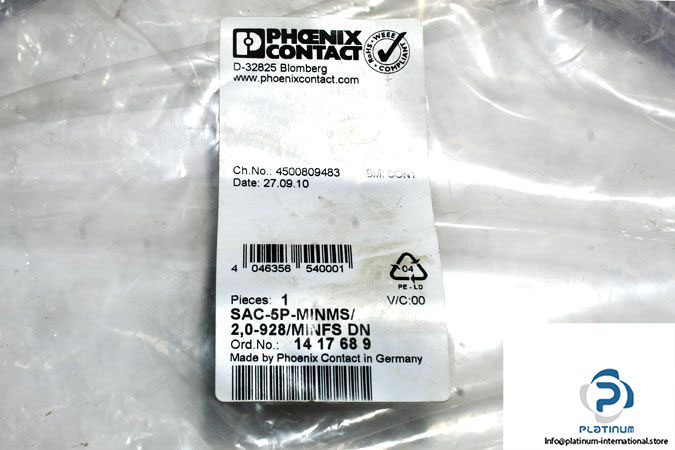 PHŒNIX
CONTACT
RoHS - WEEE
COMPLIANT
D-32825 Blomberg
www.phoenixcontact.com
Ch.No.: 4500809483
Date: 27.09.10
4 046356 540001
04
PE-LD
Pieces: 1
V/C:00
SAC-5P-MINMS/
2,0-928/MINFS DN
Ord.No.: 14 17 68 9
Made by Phoenix Contact in Germany
PLATINUM
Info@platinum-international.store